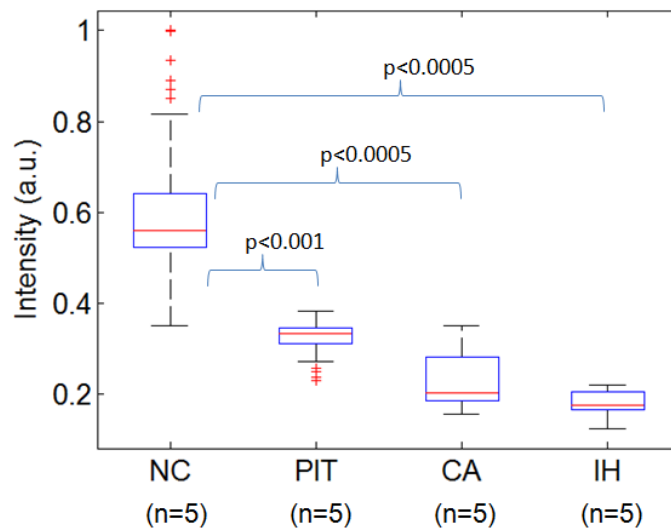 1
p<0.0005
0.8
p<0.0005
Intensity (a.u.)
0.6
p<0.001
0.4
0.2
NC PIT CA IH
(n=5) (n=5) (n=5) (n=5)